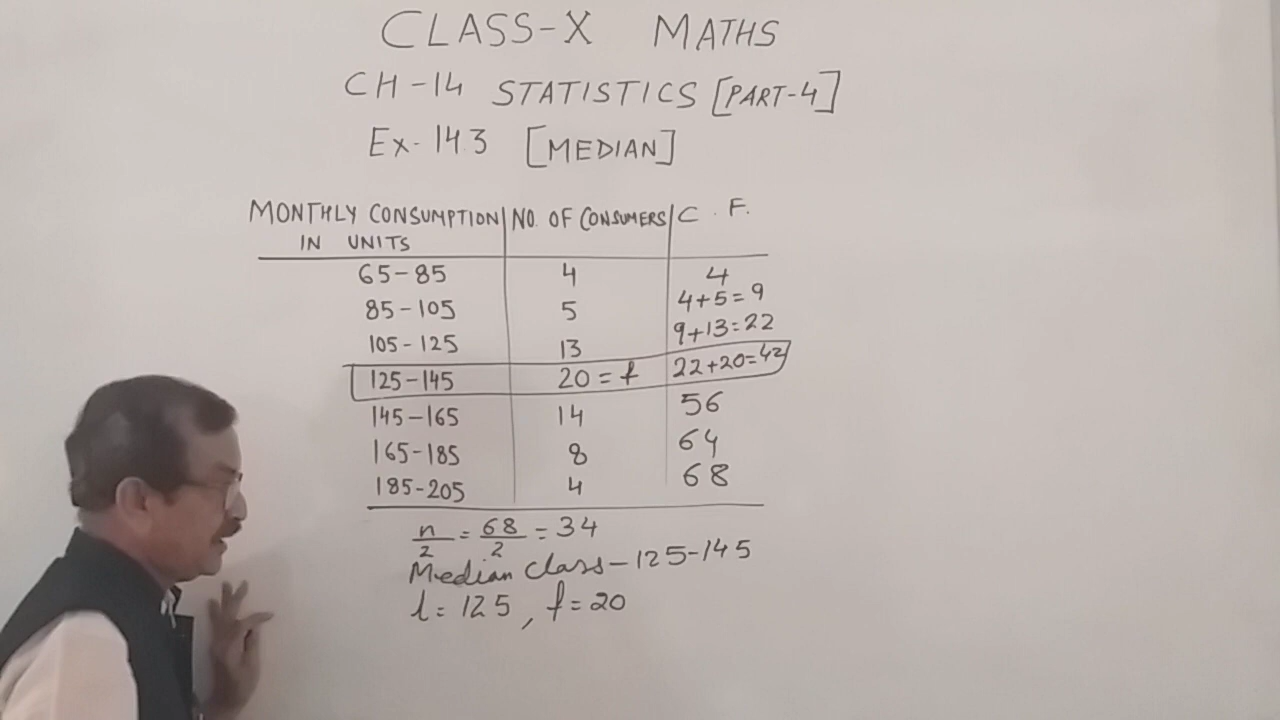 CLASS-X MATHS
CH-14 STATISTICS [PART-4]
Ex-14.3 [MEDIAN]
MONTHLY CONSUMPTION IN UNITS | NO. OF CONSUMERS | C.F.
65-85 4 4
85-105 5 4+5=9
105-125 13 9+13=22
125-145 20=f 22+20=42
145-165 14 56
165-185 8 64
185-205 4 68
n/2 = 68/2 = 34
Median class-125-145
l=125, f=20